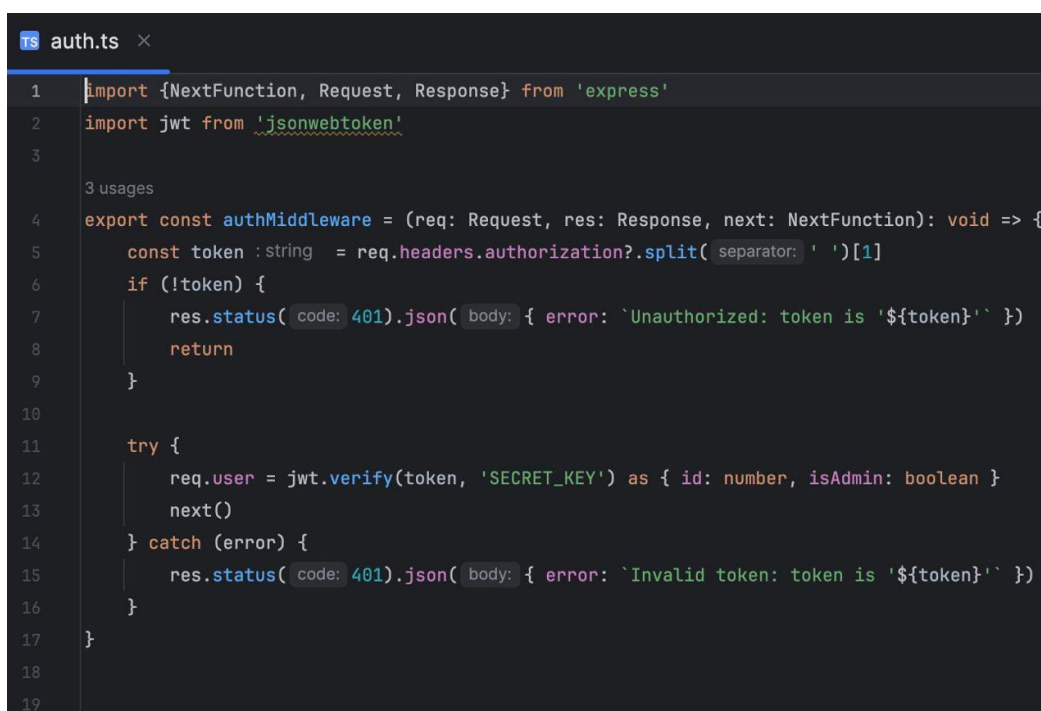 TS auth.ts ×
1 import {NextFunction, Request, Response} from 'express'
2 import jwt from 'jsonwebtoken'
3
3 usages
4 export const authMiddleware = (req: Request, res: Response, next: NextFunction): void => {
5     const token : string = req.headers.authorization?.split( separator: ' ')[1]
6     if (!token) {
7         res.status( code: 401).json( body: { error: `Unauthorized: token is '${token}'` })
8         return
9     }
10
11     try {
12         req.user = jwt.verify(token, 'SECRET_KEY') as { id: number, isAdmin: boolean }
13         next()
14     } catch (error) {
15         res.status( code: 401).json( body: { error: `Invalid token: token is '${token}'` })
16     }
17 }
18
19